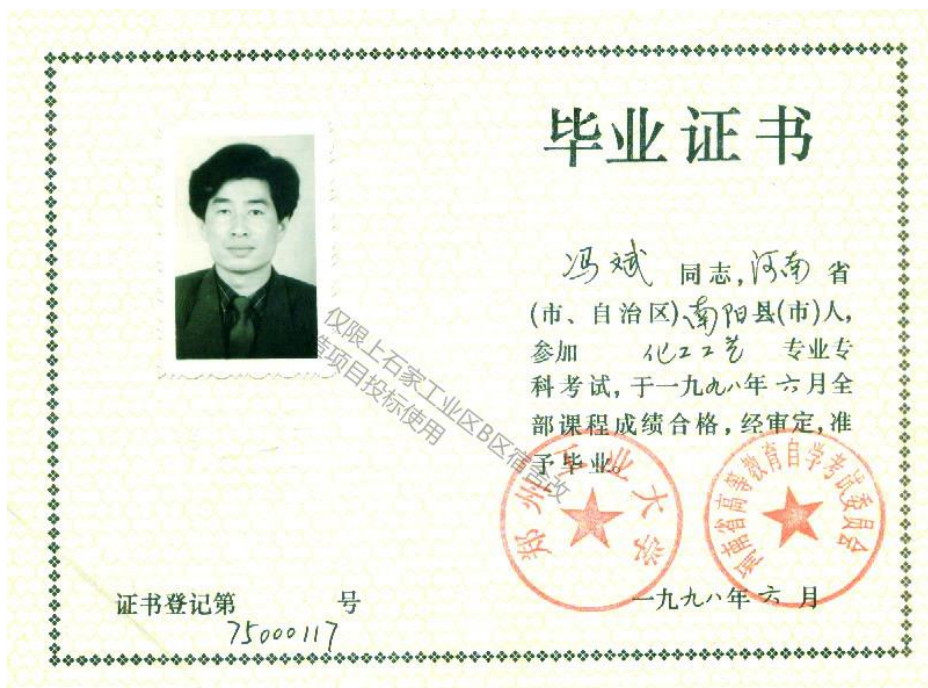 毕业证书
冯斌 同志,河南省
(市、自治区)南阳县(市)人,
参加 化工工艺 专业专
科考试,于一九九八年六月全
部课程成绩合格,经审定,准
予毕业。
郑州工业大学
河南省高等教育自学考试委员会
一九九八年六月
证书登记第 号
75000117
仅限上石家工业区B区宿舍改
造项目投标使用